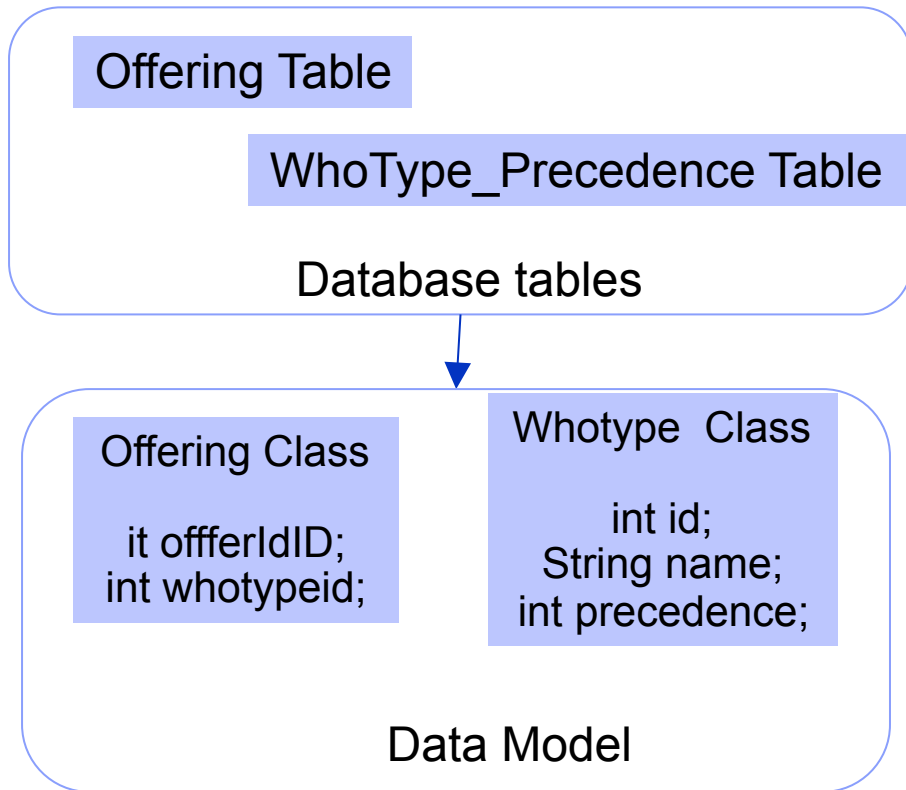 Offering Table
WhoType_Precedence Table
Database tables
Offering Class
it offferIdID;
int whotypeid;
Whotype Class
int id;
String name;
int precedence;
Data Model